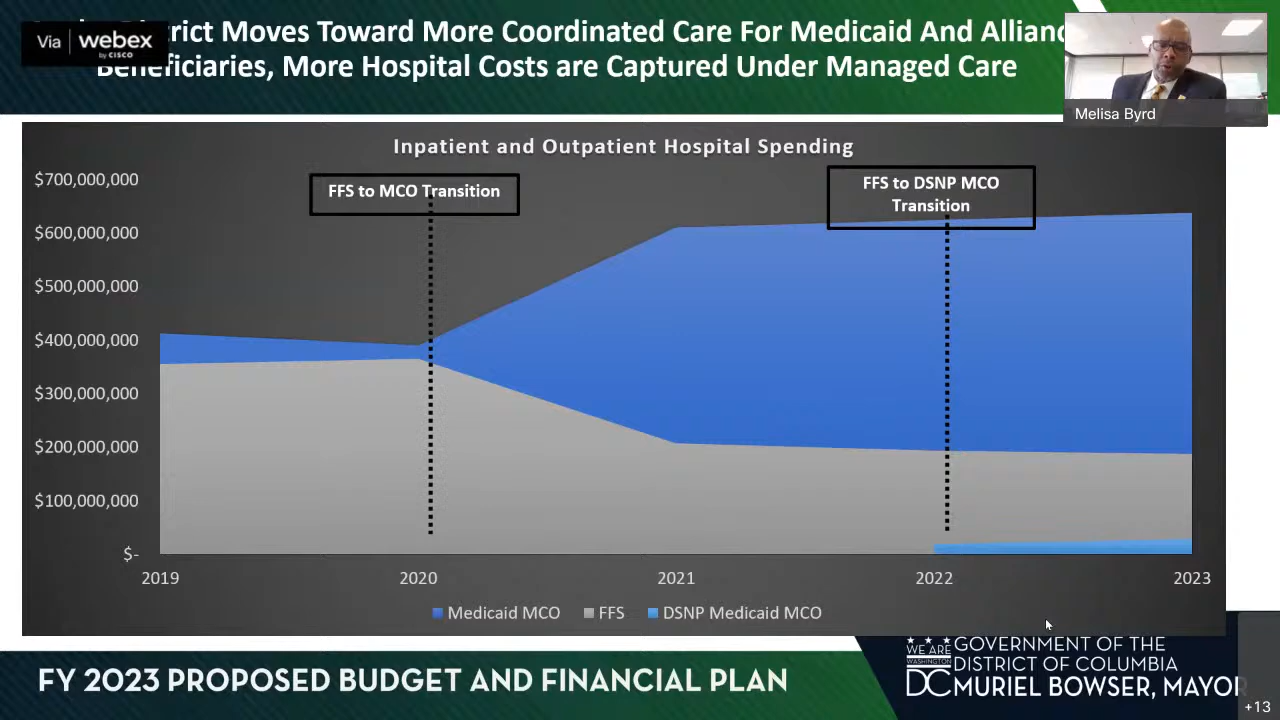 District Moves Toward More Coordinated Care For Medicaid And Alliance
Beneficiaries, More Hospital Costs are Captured Under Managed Care
Via webex
by CISCO
Melisa Byrd
Inpatient and Outpatient Hospital Spending
$700,000,000
$600,000,000
$500,000,000
$400,000,000
$300,000,000
$200,000,000
$100,000,000
$-
FFS to MCO Transition
FFS to DSNP MCO
Transition
2019 2020 2021 2022 2023
Medicaid MCO FFS DSNP Medicaid MCO
FY 2023 PROPOSED BUDGET AND FINANCIAL PLAN
WE ARE
WASHINGTON
DC
GOVERNMENT OF THE
DISTRICT OF COLUMBIA
MURIEL BOWSER, MAYOR
+13